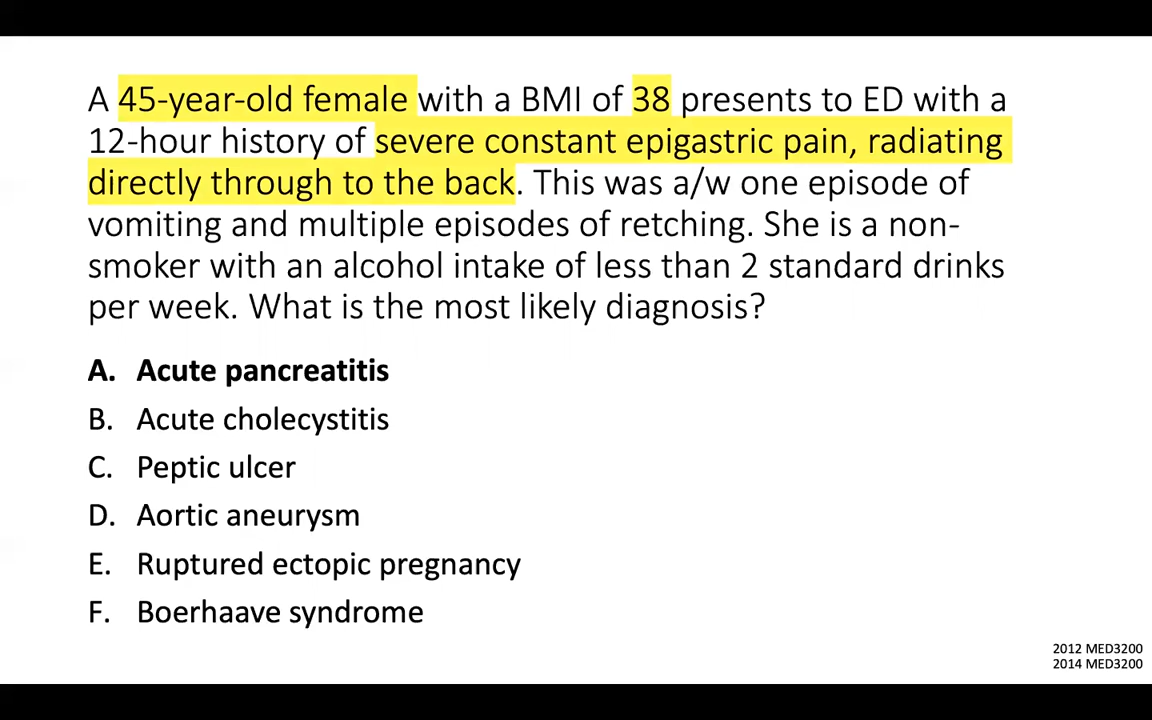 A 45-year-old female with a BMI of 38 presents to ED with a
12-hour history of severe constant epigastric pain, radiating
directly through to the back. This was a/w one episode of
vomiting and multiple episodes of retching. She is a non-
smoker with an alcohol intake of less than 2 standard drinks
per week. What is the most likely diagnosis?
A. Acute pancreatitis
B. Acute cholecystitis
C. Peptic ulcer
D. Aortic aneurysm
E. Ruptured ectopic pregnancy
F. Boerhaave syndrome
2012 MED3200
2014 MED3200